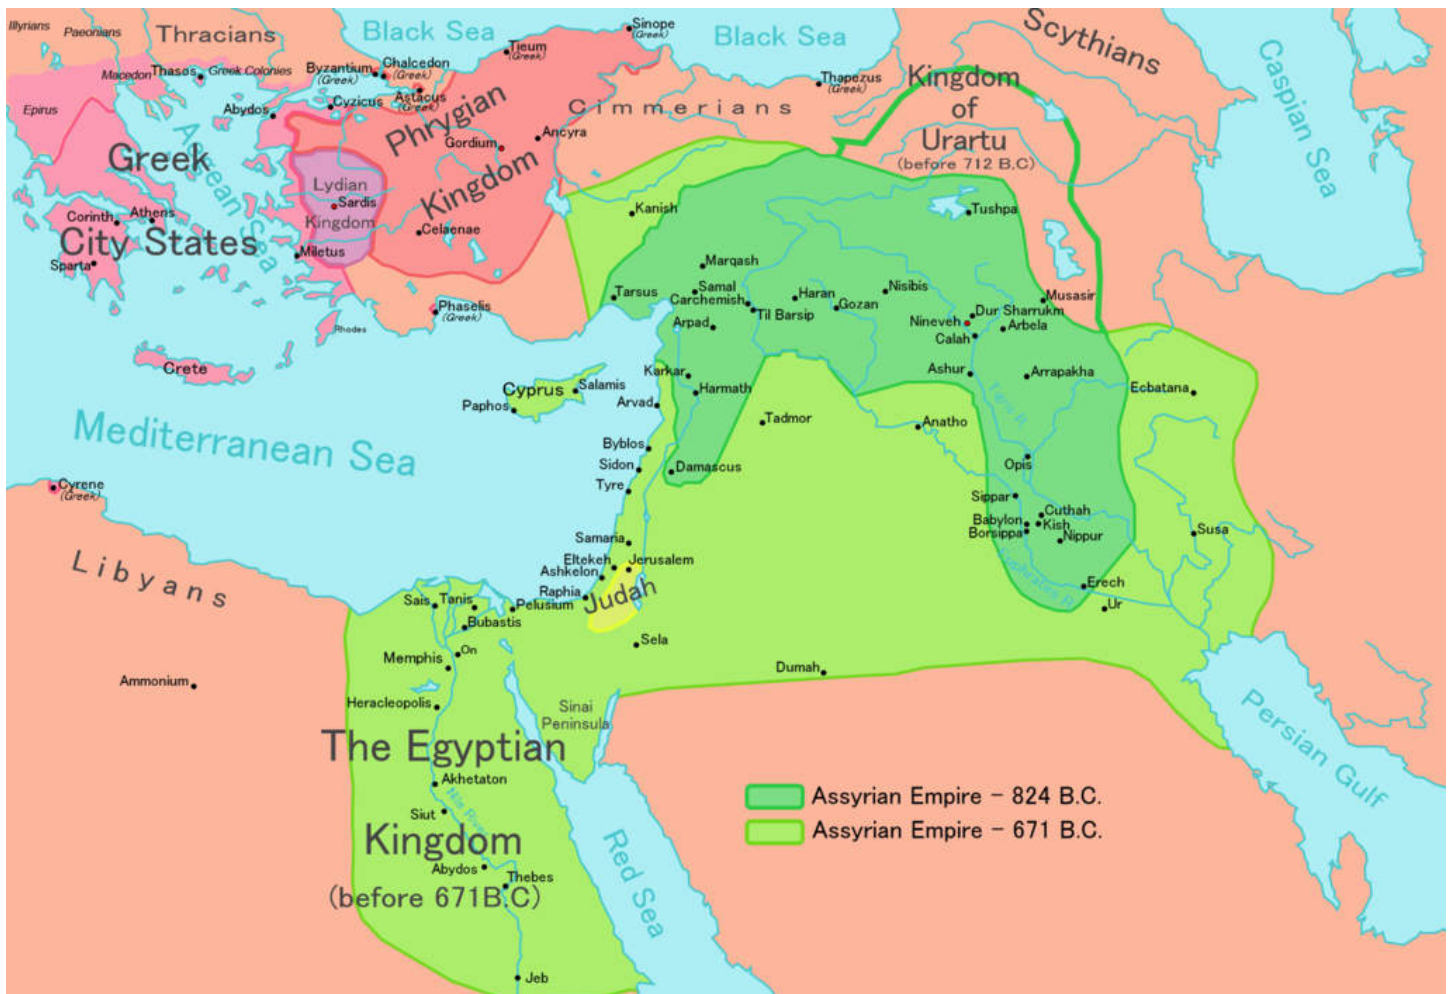 Illyrians
Paeonians
Thracians
Black Sea
Sinope
(Greek)
Black Sea
Scythians
Caspian Sea
Macedon
Thasos
Greek Colonies
Byzantium
(Greek)
Chalcedon
(Greek)
Tieum
(Greek)
Astacus
(Greek)
Trapezus
(Greek)
Kingdom
of
Urartu
(before 712 B.C)
Epirus
Abydos
Cyzicus
Phrygian
Kingdom
Cimmerians
Gordium
Ancyra
Greek
City States
Aegean Sea
Lydian
Kingdom
Sardis
Celaenae
Kanish
Tushpa
Corinth
Athens
Sparta
Miletus
Phaselis
(Greek)
Rhodes
Crete
Marqash
Samal
Tarsus
Carchemish
Til Barsip
Haran
Gozan
Nisibis
Arpad
Musasir
Dur Sharrukm
Nineveh
Arbela
Calah
Ashur
Arrapakha
Ecbatana
Karkar
Harmath
Cyprus
Salamis
Paphos
Arvad
Tadmor
Anatho
Tigris R.
Mediterranean Sea
Byblos
Sidon
Tyre
Damascus
Opis
Sippar
Cuthah
Babylon
Kish
Borsippa
Nippur
Susa
Cyrene
(Greek)
Samaria
Eltekeh
Jerusalem
Ashkelon
Raphia
Judah
Euphrates R.
Erech
Ur
Libyans
Sais
Tanis
Pelusium
Bubastis
On
Memphis
Sela
Dumah
Ammonium
Heracleopolis
Sinai
Peninsula
Persian Gulf
The Egyptian
Kingdom
(before 671B.C)
Akhetaton
Nile River
Siut
Abydos
Thebes
Jeb
Red Sea
Assyrian Empire - 824 B.C.
Assyrian Empire - 671 B.C.